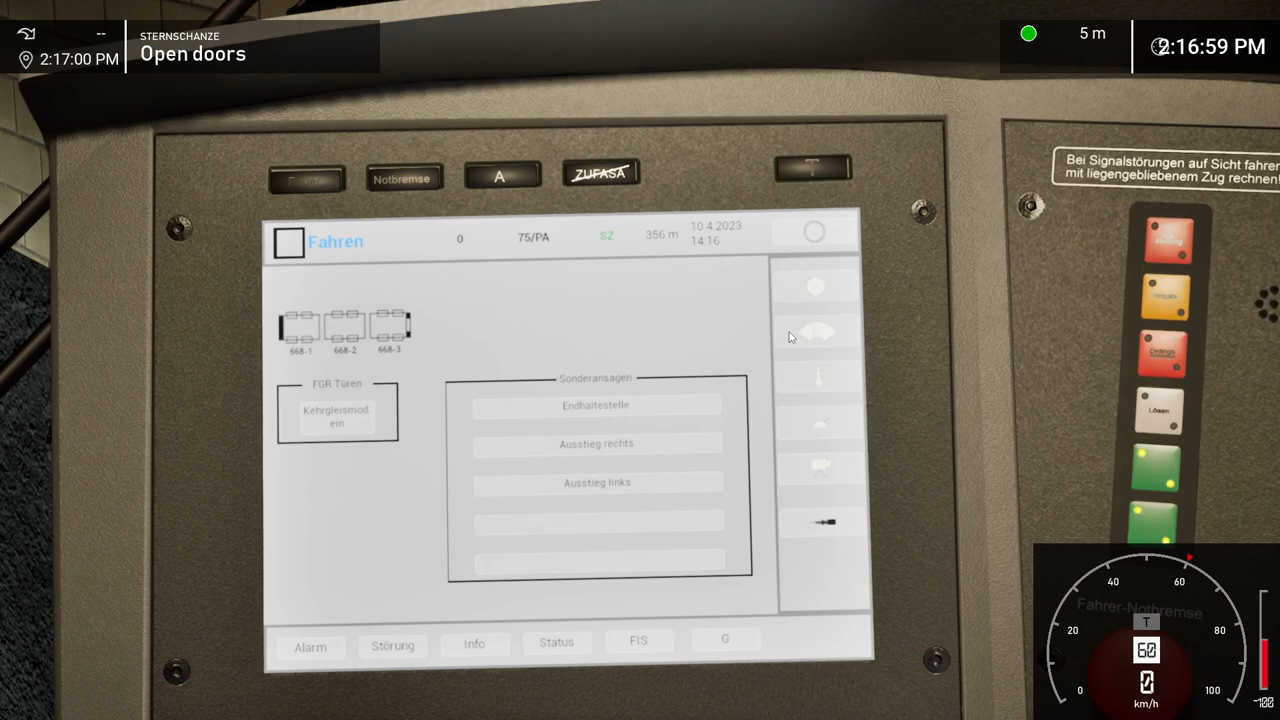 --
STERNSCHANZE
2:17:00 PM
Open doors
5 m
2:16:59 PM
Notbremse
A
ZUFASA
T
Bei Signalstörungen auf Sicht fahren
mit liegengebliebenem Zug rechnen!
Fahren
0
75/PA
SZ
356 m
10.4.2023
14:16
668-1
668-2
668-3
FGR Türen
Kehrgleismod.
ein
Sonderansagen
Endhaltestelle
Ausstieg rechts
Ausstieg links
Lösen
Alarm
Störung
Info
Status
FIS
G
Fahrer-Notbremse
0
20
40
60
80
100
T
60
0
km/h
-100